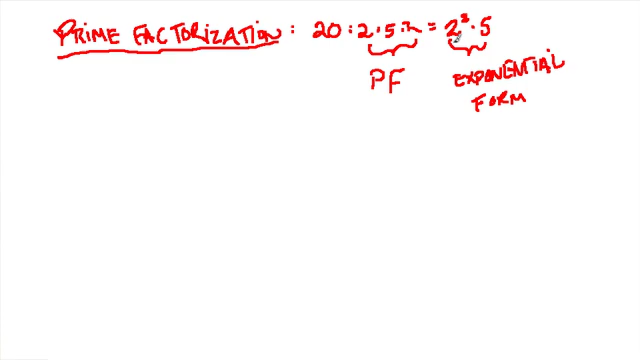 PRIME FACTORIZATION : 20 : 2 · 5 · 2 = 2² · 5
PF EXPONENTIAL
FORM